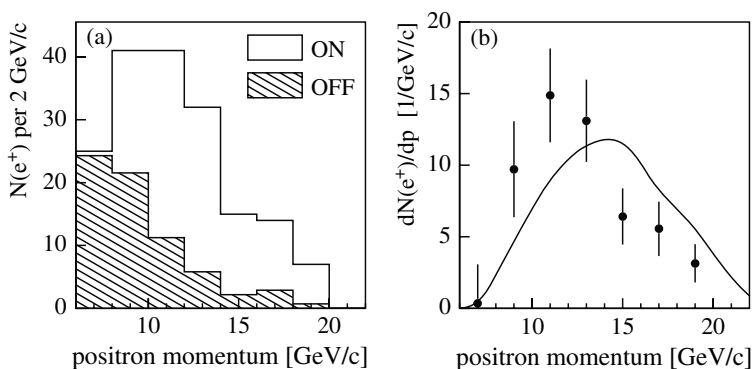 (a)
ON
OFF
40
30
20
10
0
N(e⁺) per 2 GeV/c
10
15
20
positron momentum [GeV/c]
(b)
20
15
10
5
0
dN(e⁺)/dp [1/GeV/c]
10
15
20
positron momentum [GeV/c]